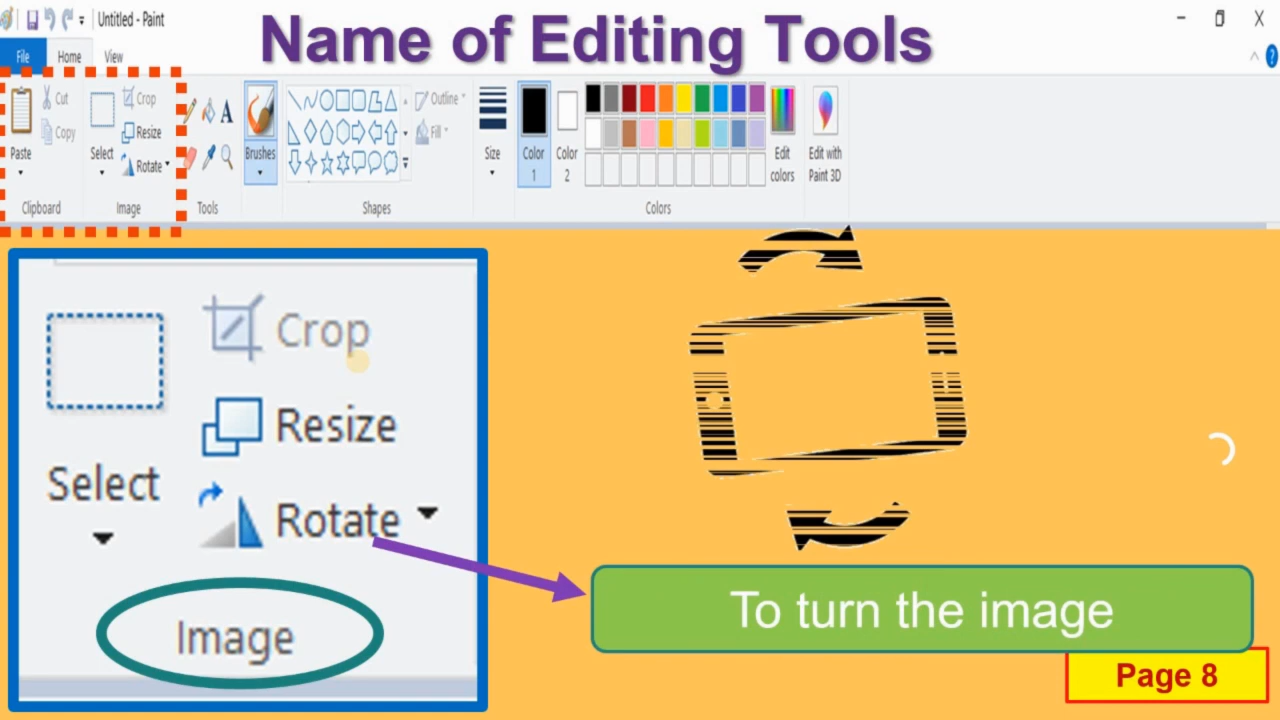 Untitled - Paint
Name of Editing Tools
File Home View
Cut
Copy
Paste
Clipboard
Select
Crop
Resize
Rotate
Image
A
Tools
Brushes
Outline
Fill
Shapes
Size
Color 1
Color 2
Edit colors
Colors
Edit with Paint 3D
Crop
Resize
Select
Rotate
Image
To turn the image
Page 8